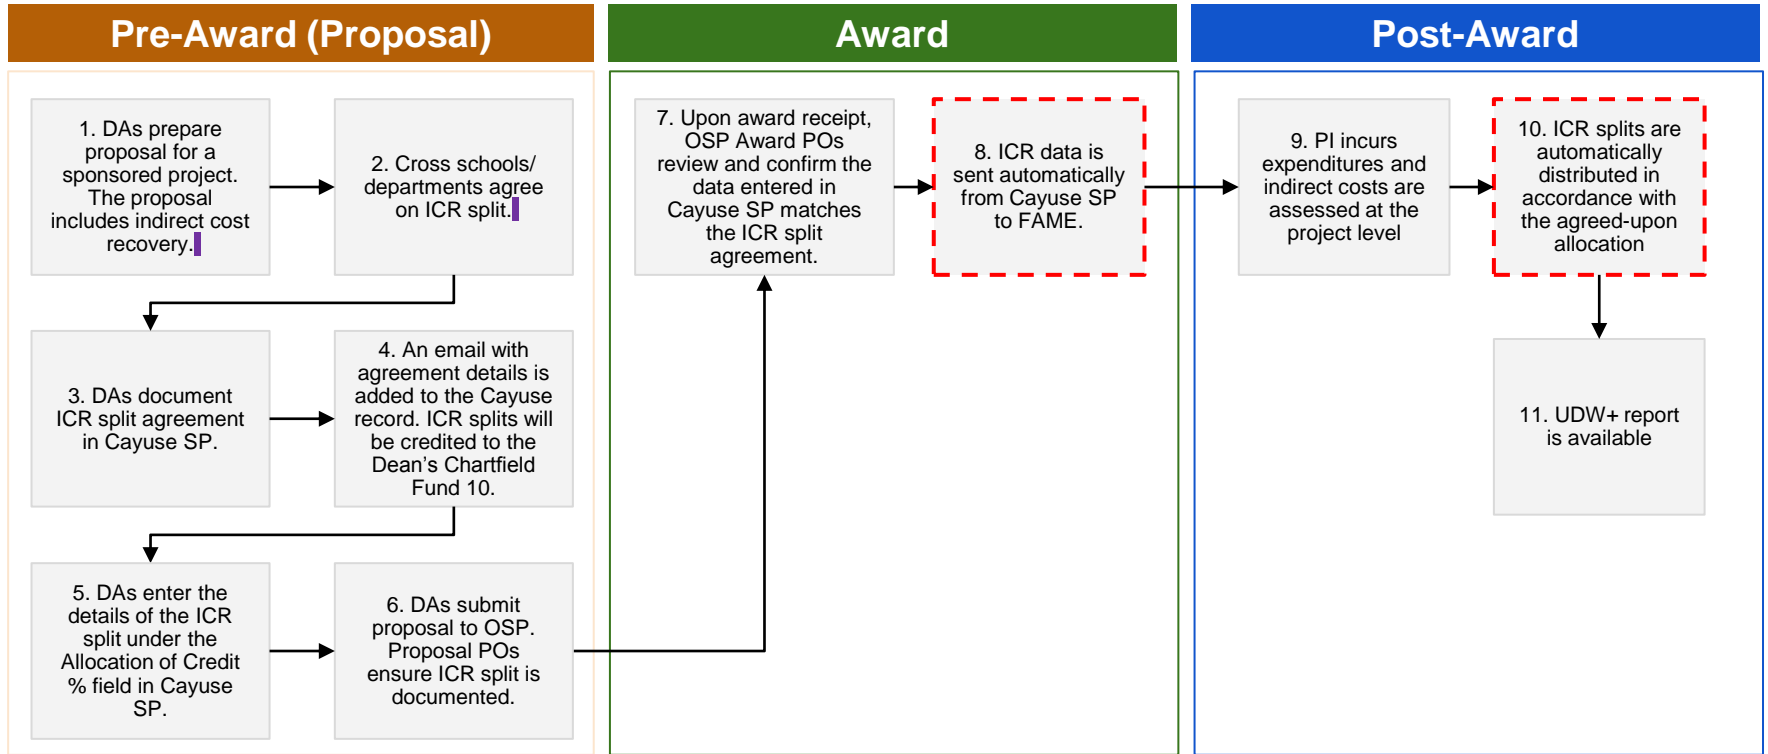 Pre-Award (Proposal)
Award
Post-Award
1. DAs prepare
proposal for a
sponsored project.
The proposal
includes indirect cost
recovery.
2. Cross schools/
departments agree
on ICR split.
3. DAs document
ICR split agreement
in Cayuse SP.
4. An email with
agreement details is
added to the Cayuse
record. ICR splits will
be credited to the
Dean’s Chartfield
Fund 10.
5. DAs enter the
details of the ICR
split under the
Allocation of Credit
% field in Cayuse
SP.
6. DAs submit
proposal to OSP.
Proposal POs
ensure ICR split is
documented.
7. Upon award receipt,
OSP Award POs
review and confirm the
data entered in
Cayuse SP matches
the ICR split
agreement.
8. ICR data is
sent automatically
from Cayuse SP
to FAME.
9. PI incurs
expenditures and
indirect costs are
assessed at the
project level
10. ICR splits are
automatically
distributed in
accordance with
the agreed-upon
allocation
11. UDW+ report
is available